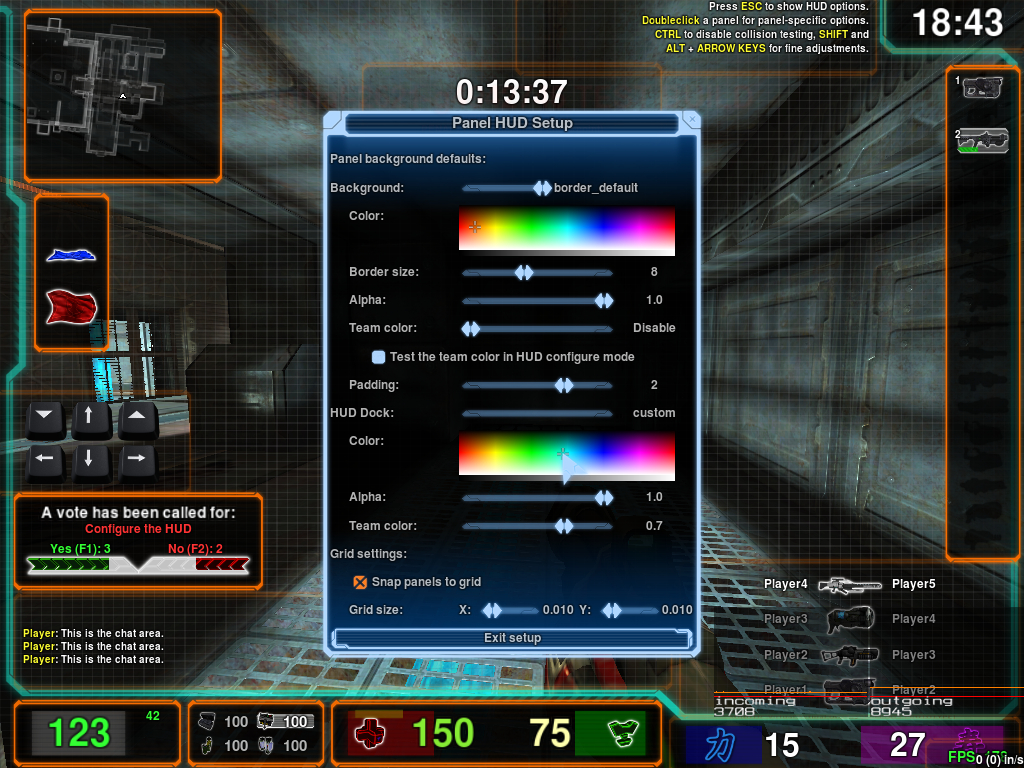 Press ESC to show HUD options.
Doubleclick a panel for panel-specific options.
CTRL to disable collision testing, SHIFT and
ALT + ARROW KEYS for fine adjustments.
18:43
0:13:37
1
2
Panel HUD Setup
Panel background defaults:
Background: border_default
Color:
Border size: 8
Alpha: 1.0
Team color: Disable
Test the team color in HUD configure mode
Padding: 2
HUD Dock: custom
Color:
Alpha: 1.0
Team color: 0.7
Grid settings:
Snap panels to grid
Grid size: X: 0.010 Y: 0.010
Exit setup
A vote has been called for:
Configure the HUD
Yes (F1): 3 No (F2): 2
Player: This is the chat area.
Player: This is the chat area.
Player: This is the chat area.
Player4 Player5
Player3 Player4
Player2 Player3
Player1 Player2
incoming outgoing
3708 8945
123 42
100 100
100 100
150 75
力 15 27
FPS
0 (0) in/s